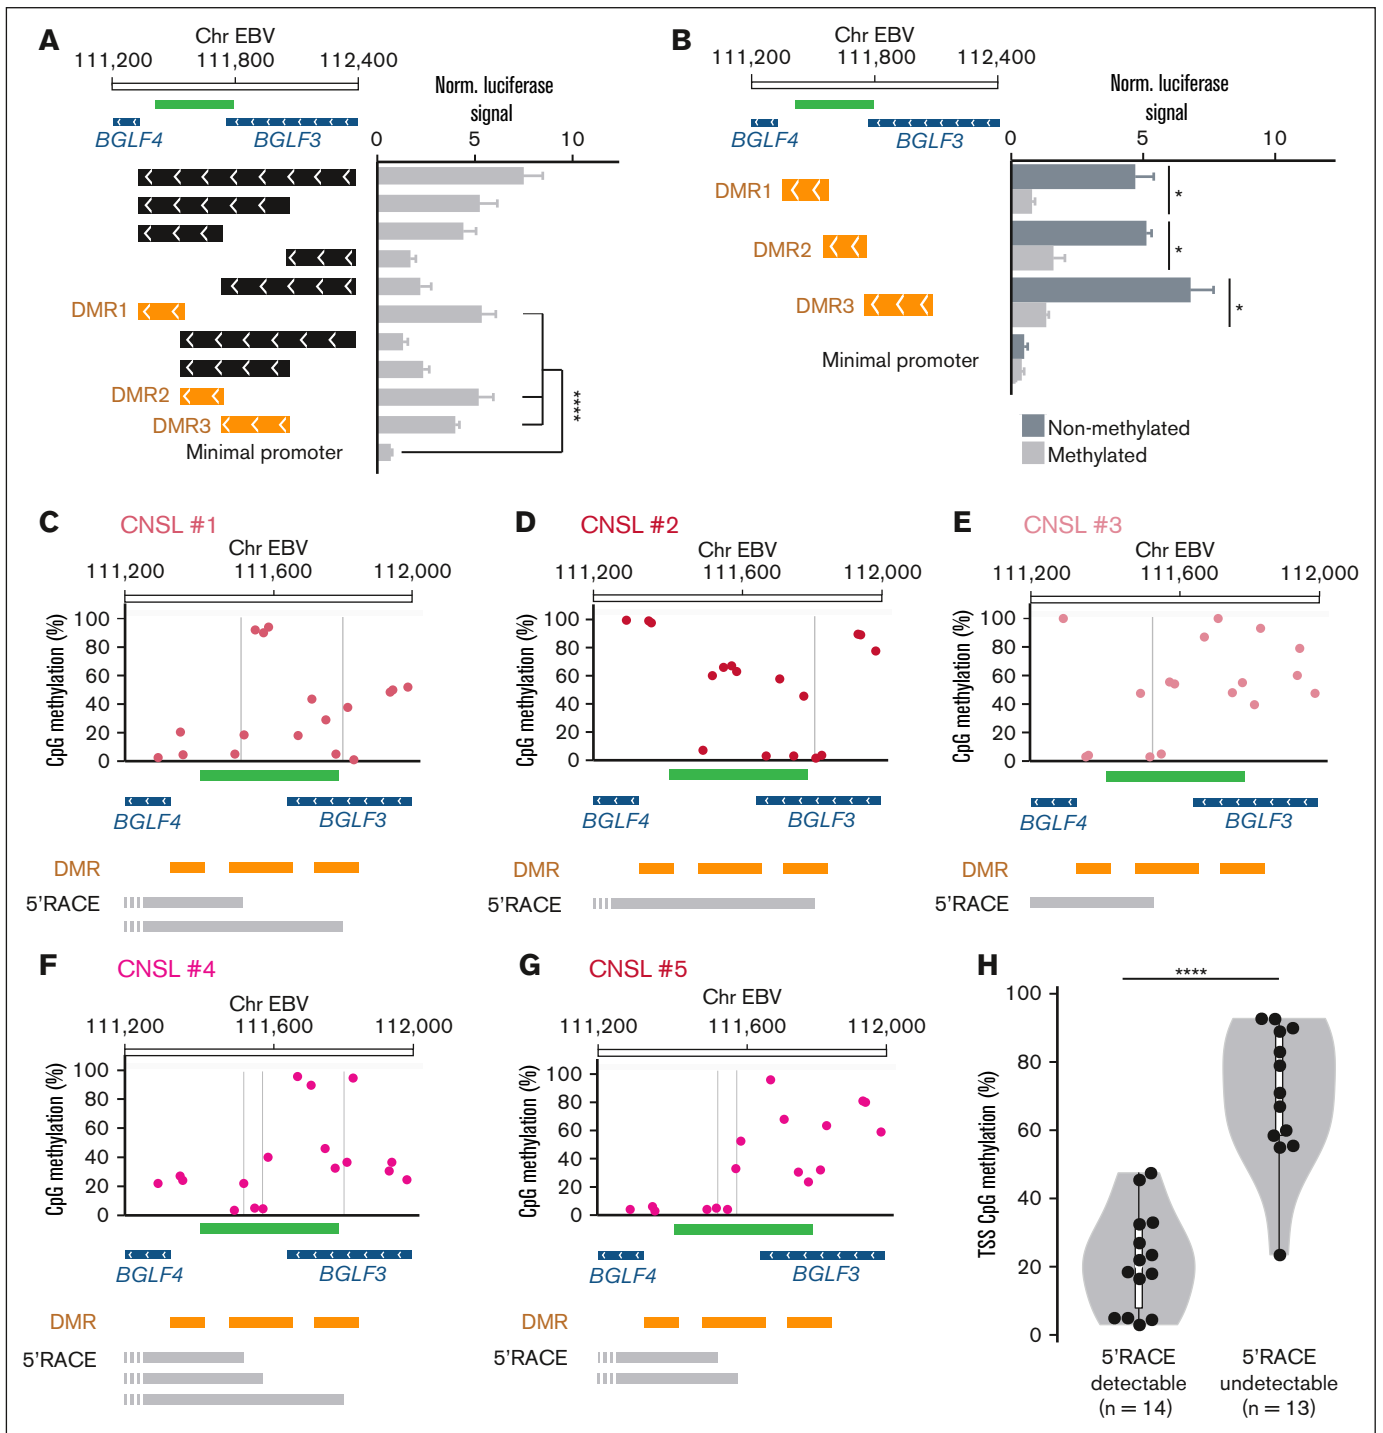 A
Chr EBV
111,200 111,800 112,400
BGLF4 BGLF3
Norm. luciferase
signal
0 5 10
DMR1
DMR2
DMR3
Minimal promoter
****
B
Chr EBV
111,200 111,800 112,400
BGLF4 BGLF3
Norm. luciferase
signal
0 5 10
DMR1
*
DMR2
*
DMR3
*
Minimal promoter
Non-methylated
Methylated
C
CNSL #1
Chr EBV
111,200 111,600 112,000
CpG methylation (%)
100
80
60
40
20
0
BGLF4 BGLF3
DMR
5'RACE
D
CNSL #2
Chr EBV
111,200 111,600 112,000
CpG methylation (%)
100
80
60
40
20
0
BGLF4 BGLF3
DMR
5'RACE
E
CNSL #3
Chr EBV
111,200 111,600 112,000
CpG methylation (%)
100
80
60
40
20
0
BGLF4 BGLF3
DMR
5'RACE
F
CNSL #4
Chr EBV
111,200 111,600 112,000
CpG methylation (%)
100
80
60
40
20
0
BGLF4 BGLF3
DMR
5'RACE
G
CNSL #5
Chr EBV
111,200 111,600 112,000
CpG methylation (%)
100
80
60
40
20
0
BGLF4 BGLF3
DMR
5'RACE
H
****
TSS CpG methylation (%)
100
80
60
40
20
0
5'RACE
detectable
(n = 14)
5'RACE
undetectable
(n = 13)